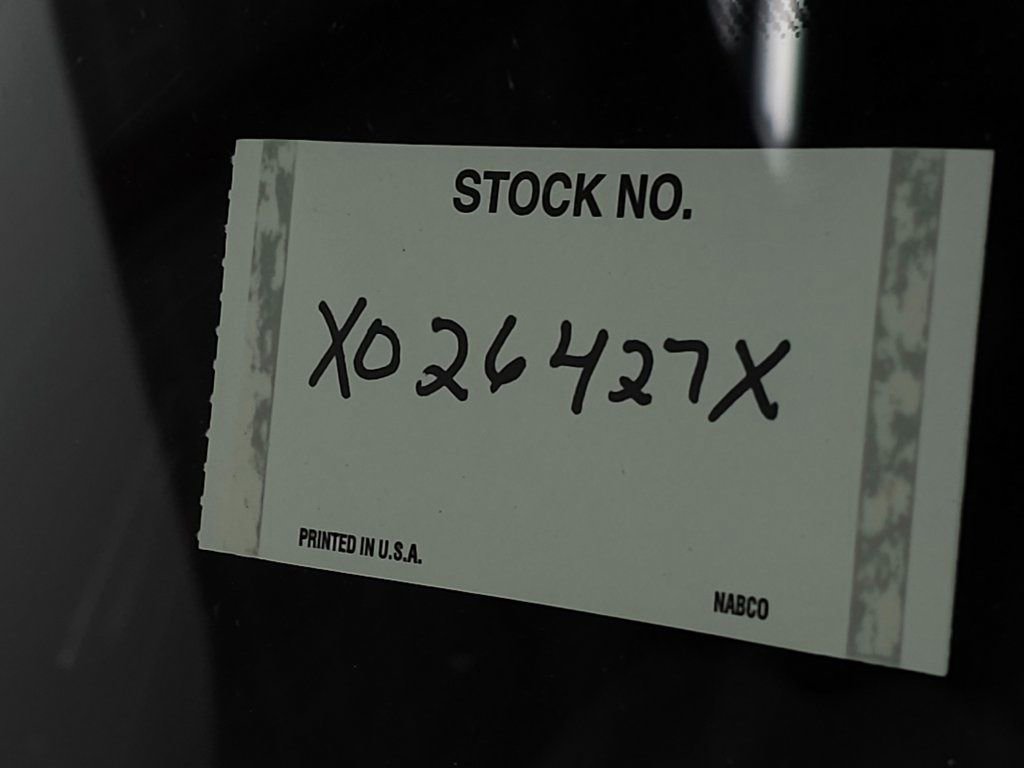 STOCK NO.
X026427X
PRINTED IN U.S.A.
NABCO